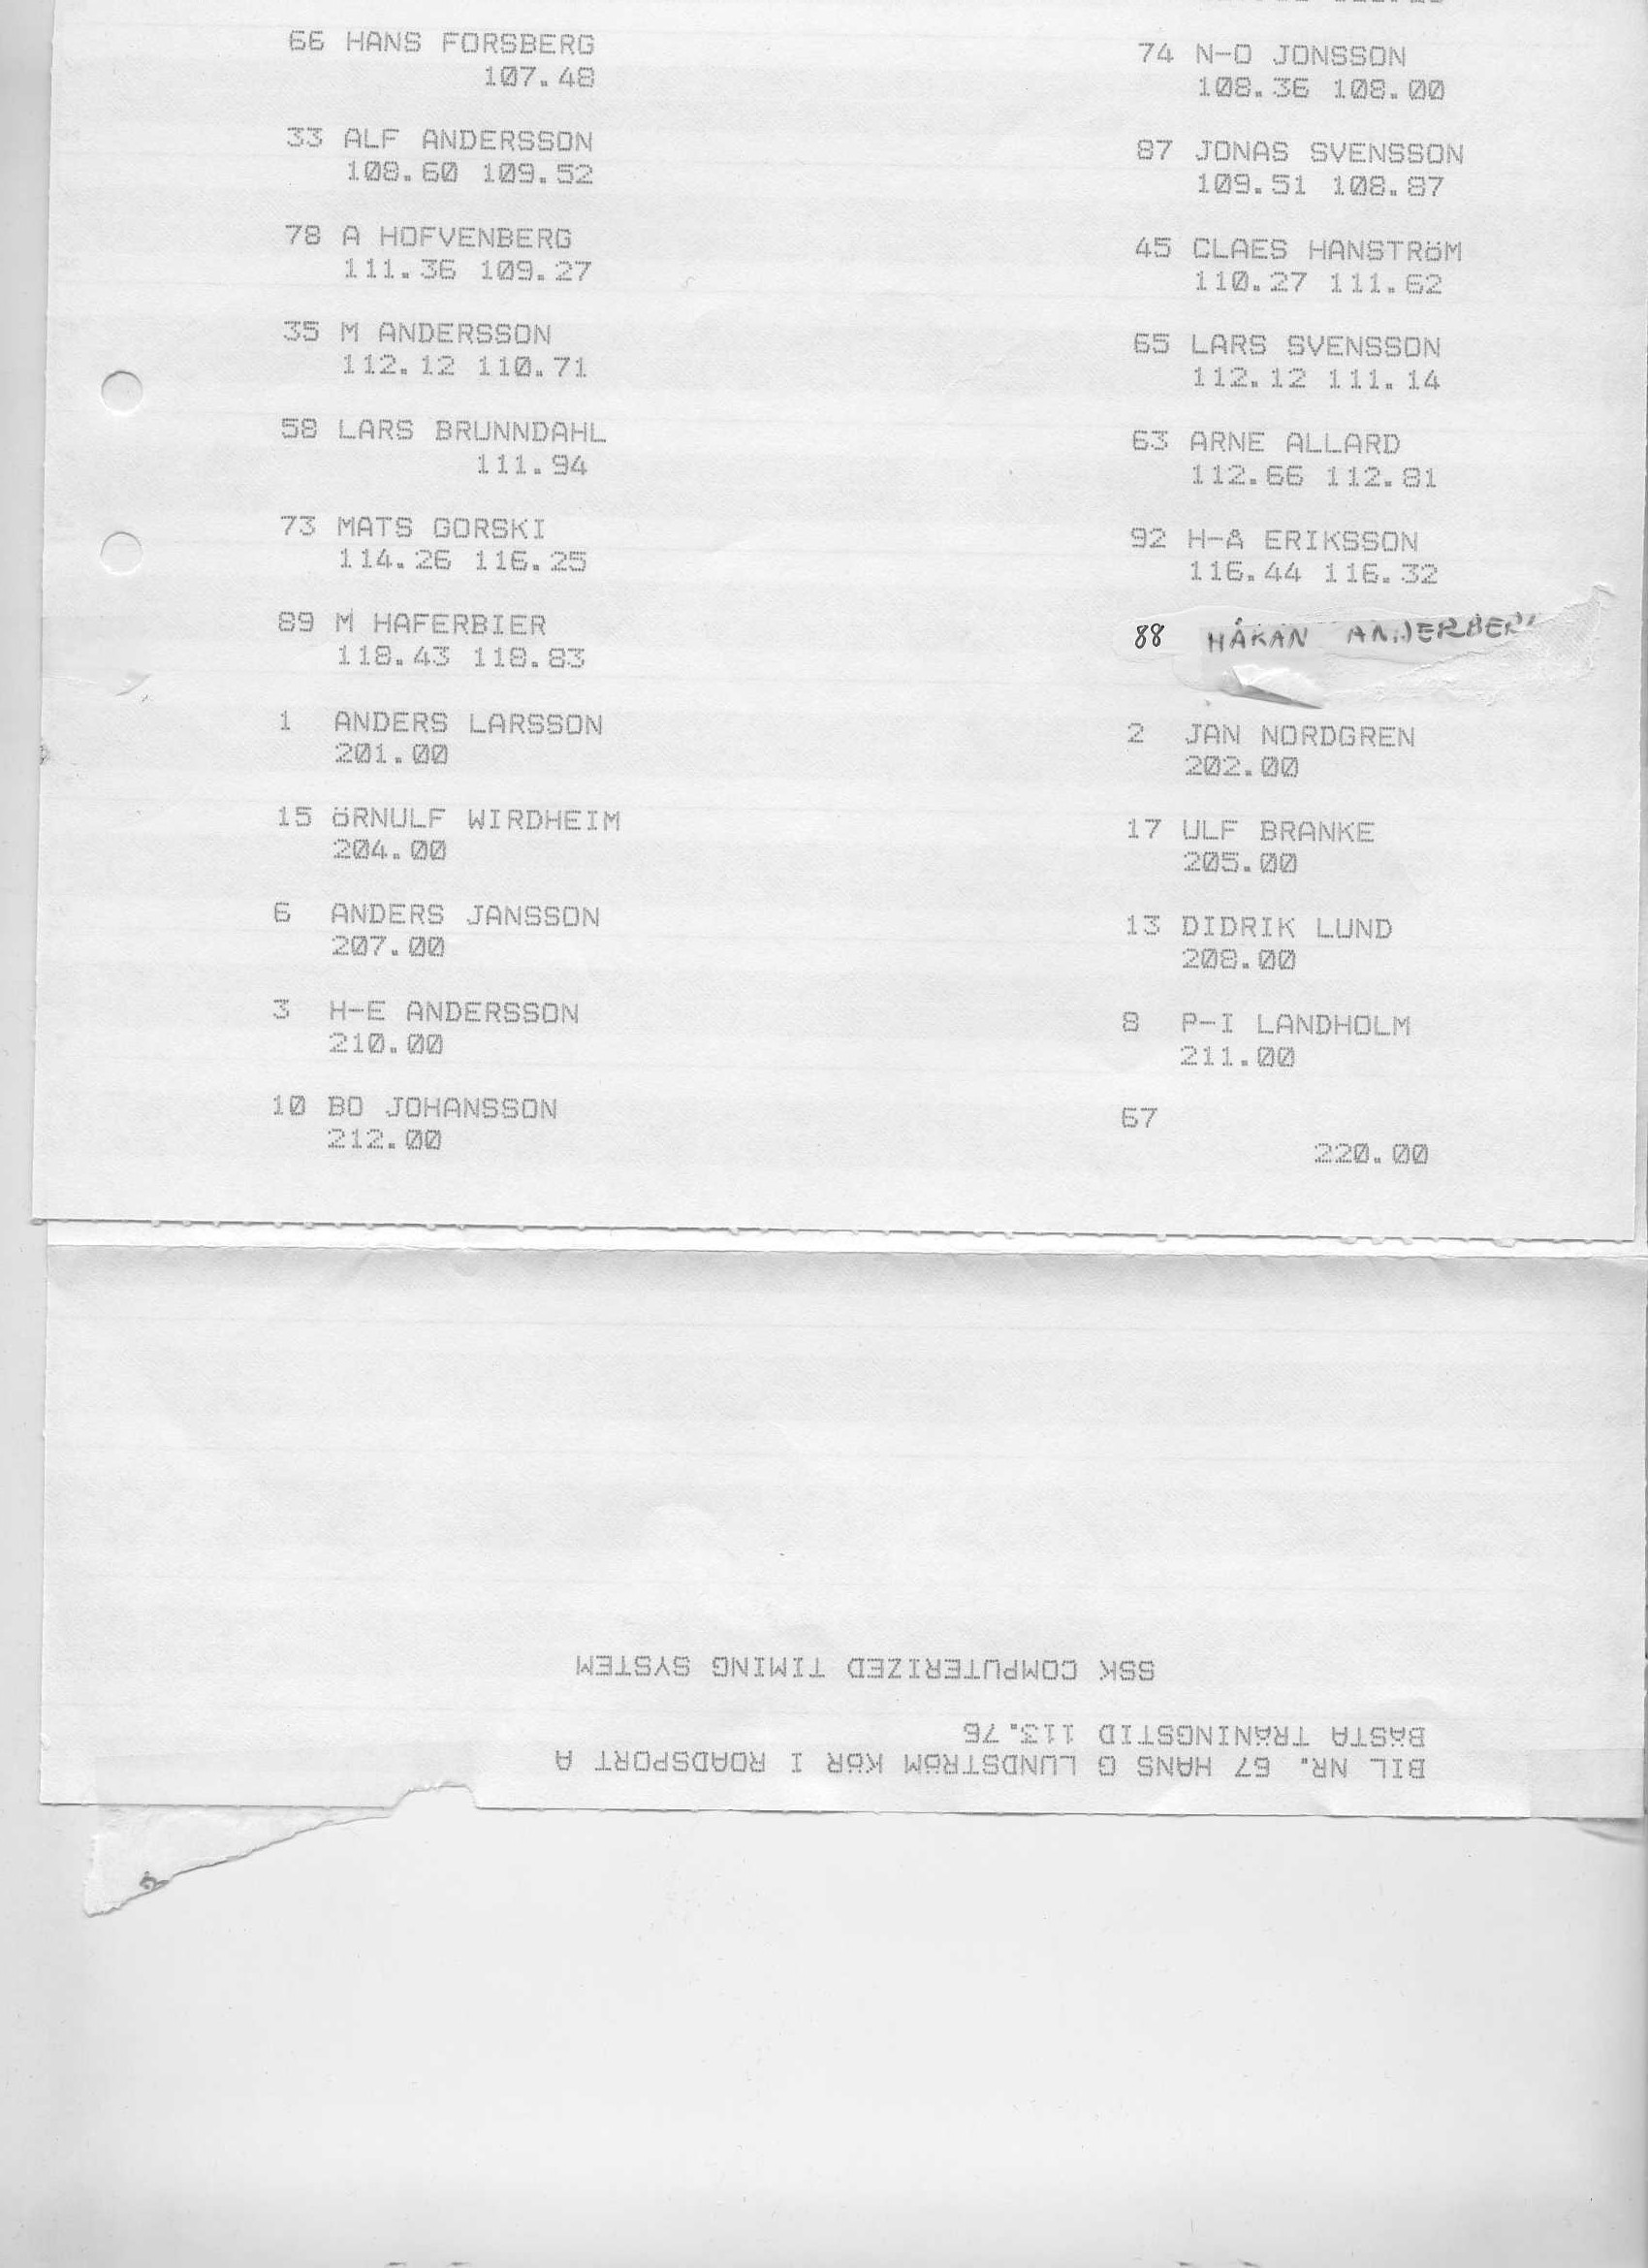 66 HANS FORSBERG
107.48
74 N-O JONSSON
108.36 108.00
33 ALF ANDERSSON
108.60 109.52
87 JONAS SVENSSON
109.51 108.87
78 A HOFVENBERG
111.36 109.27
45 CLAES HANSTRöM
110.27 111.62
35 M ANDERSSON
112.12 110.71
65 LARS SVENSSON
112.12 111.14
58 LARS BRUNNDAHL
111.94
63 ARNE ALLARD
112.66 112.81
73 MATS GORSKI
114.26 116.25
92 H-A ERIKSSON
116.44 116.32
89 M HAFERBIER
118.43 118.83
88 HÅKAN ANDERBERG
1 ANDERS LARSSON
201.00
2 JAN NORDGREN
202.00
15 öRNULF WIRDHEIM
204.00
17 ULF BRANKE
205.00
6 ANDERS JANSSON
207.00
13 DIDRIK LUND
208.00
3 H-E ANDERSSON
210.00
8 P-I LANDHOLM
211.00
10 BO JOHANSSON
212.00
67
220.00
BIL NR. 67 HANS G LUNDSTRöM KöR I ROADSPORT A
BäSTA TRäNINGSTID 113.76
SSK COMPUTERIZED TIMING SYSTEM